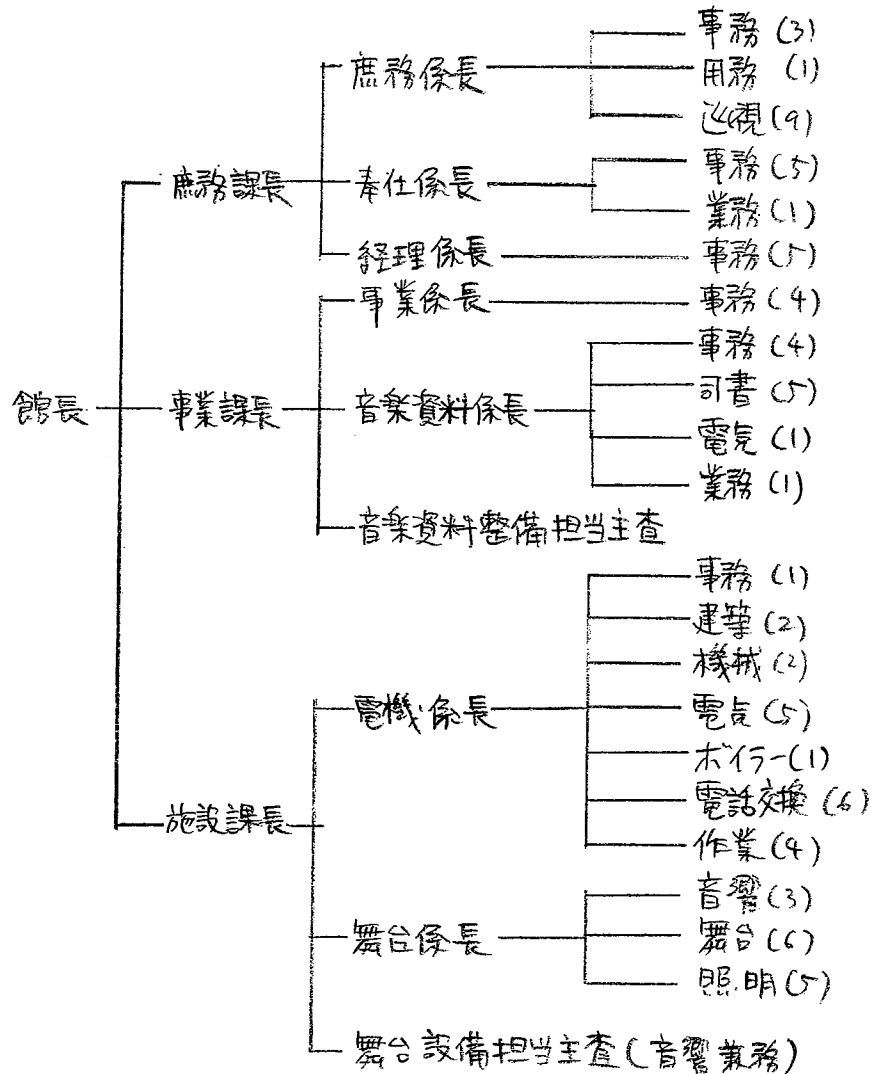 事務 (3)
庶務係長
用務 (1)
巡視 (9)
庶務課長
奉仕係長
事務 (5)
業務 (1)
経理係長
事務 (5)
事業係長
事務 (4)
館長
事業課長
音楽資料係長
事務 (4)
司書 (5)
電気 (1)
業務 (1)
音楽資料整備担当主査
施設課長
電機係長
事務 (1)
建築 (2)
機械 (2)
電気 (5)
ボイラー (1)
電話交換 (6)
作業 (4)
舞台係長
音響 (3)
舞台 (6)
照明 (5)
舞台設備担当主査 (音響兼務)